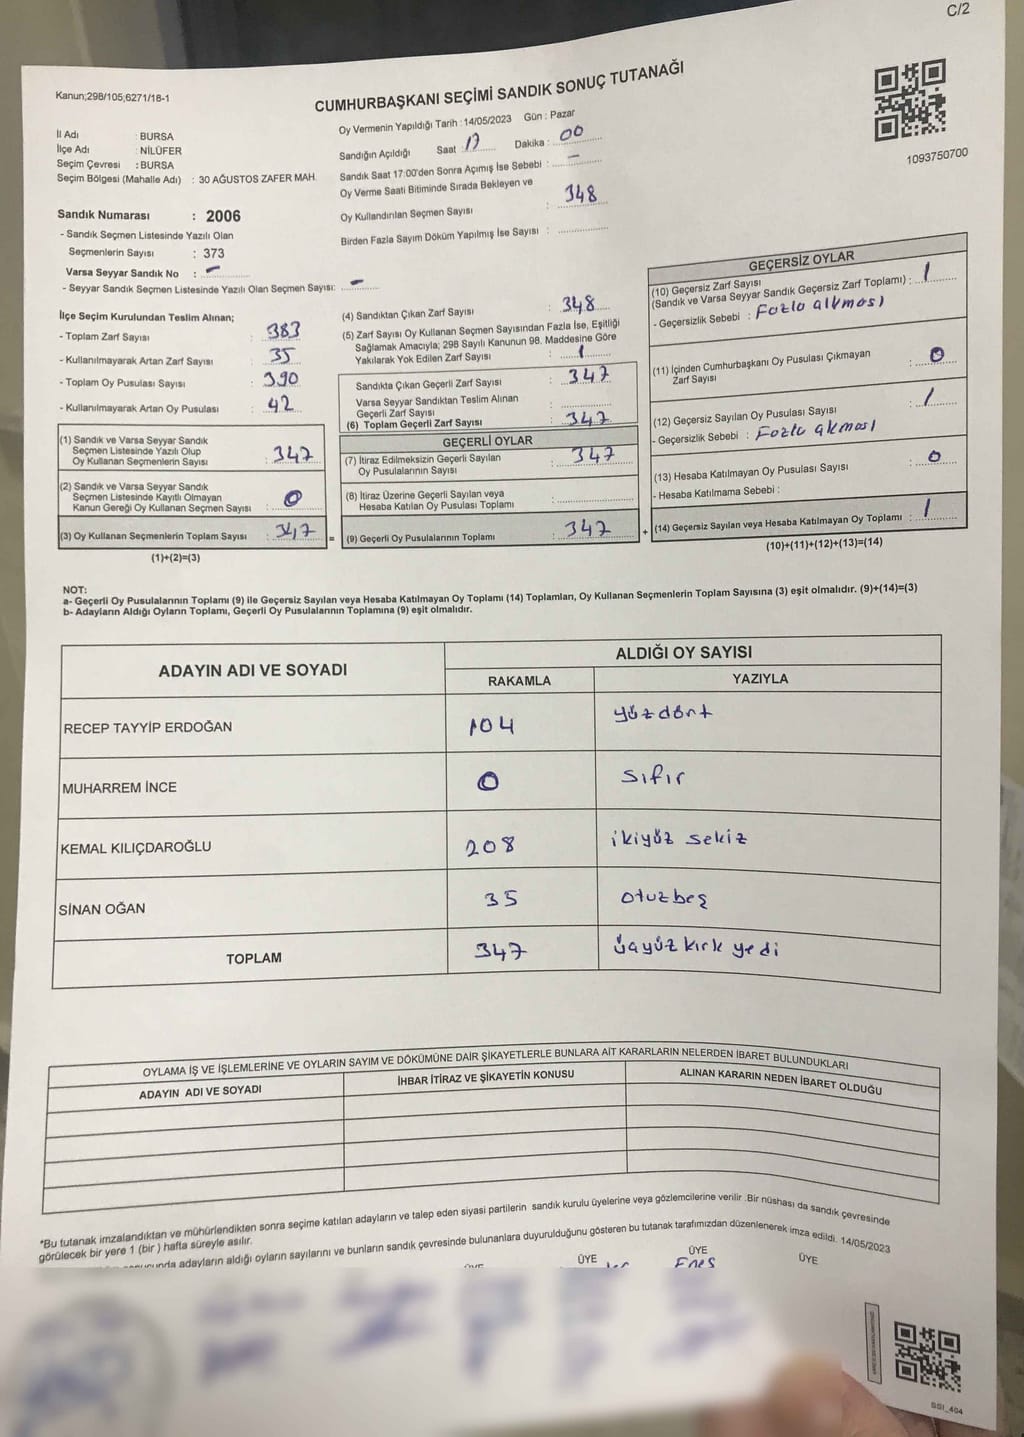 C/2
Kanun;298/105;6271/18-1
CUMHURBAŞKANI SEÇİMİ SANDIK SONUÇ TUTANAĞI
1093750700
İl Adı : BURSA
İlçe Adı : NİLÜFER
Seçim Çevresi : BURSA
Seçim Bölgesi (Mahalle Adı) : 30 AĞUSTOS ZAFER MAH.
Oy Vermenin Yapıldığı Tarih : 14/05/2023 Gün : Pazar
Sandığın Açıldığı Saat : 17 Dakika : 00
Sandık Saat 17:00'den Sonra Açımış İse Sebebi : –
Oy Verme Saati Bitiminde Sırada Bekleyen ve
Oy Kullandırılan Seçmen Sayısı : 348
Birden Fazla Sayım Döküm Yapılmış İse Sayısı :
Sandık Numarası : 2006
- Sandık Seçmen Listesinde Yazılı Olan
Seçmenlerin Sayısı : 373
Varsa Seyyar Sandık No : –
- Seyyar Sandık Seçmen Listesinde Yazılı Olan Seçmen Sayısı: –
İlçe Seçim Kurulundan Teslim Alınan;
- Toplam Zarf Sayısı : 383
- Kullanılmayarak Artan Zarf Sayısı : 35
- Toplam Oy Pusulası Sayısı : 390
- Kullanılmayarak Artan Oy Pusulası : 42
(1) Sandık ve Varsa Seyyar Sandık
Seçmen Listesinde Yazılı Olup
Oy Kullanan Seçmenlerin Sayısı : 347
(2) Sandık ve Varsa Seyyar Sandık
Seçmen Listesinde Kayıtlı Olmayan
Kanun Gereği Oy Kullanan Seçmen Sayısı : 0
(3) Oy Kullanan Seçmenlerin Toplam Sayısı : 347 =
(1)+(2)=(3)
(4) Sandıktan Çıkan Zarf Sayısı : 348
(5) Zarf Sayısı Oy Kullanan Seçmen Sayısından Fazla İse, Eşitliği
Sağlamak Amacıyla; 298 Sayılı Kanunun 98. Maddesine Göre
Yakılarak Yok Edilen Zarf Sayısı : 1
Sandıkta Çıkan Geçerli Zarf Sayısı : 347
Varsa Seyyar Sandıktan Teslim Alınan
Geçerli Zarf Sayısı :
(6) Toplam Geçerli Zarf Sayısı : 347
GEÇERLİ OYLAR
(7) İtiraz Edilmeksizin Geçerli Sayılan
Oy Pusulalarının Sayısı : 347
(8) İtiraz Üzerine Geçerli Sayılan veya
Hesaba Katılan Oy Pusulası Toplamı :
(9) Geçerli Oy Pusulalarının Toplamı : 347 +
GEÇERSİZ OYLAR
(10) Geçersiz Zarf Sayısı
(Sandık ve Varsa Seyyar Sandık Geçersiz Zarf Toplamı) : 1
- Geçersizlik Sebebi : Fazla çıkması
(11) İçinden Cumhurbaşkanı Oy Pusulası Çıkmayan
Zarf Sayısı : 0
(12) Geçersiz Sayılan Oy Pusulası Sayısı : 1
- Geçersizlik Sebebi : Fazla çıkması
(13) Hesaba Katılmayan Oy Pusulası Sayısı : 0
- Hesaba Katılmama Sebebi :
(14) Geçersiz Sayılan veya Hesaba Katılmayan Oy Toplamı : 1
(10)+(11)+(12)+(13)=(14)
NOT:
a- Geçerli Oy Pusulalarının Toplamı (9) ile Geçersiz Sayılan veya Hesaba Katılmayan Oy Toplamı (14) Toplamları, Oy Kullanan Seçmenlerin Toplam Sayısına (3) eşit olmalıdır. (9)+(14)=(3)
b- Adayların Aldığı Oyların Toplamı, Geçerli Oy Pusulalarının Toplamına (9) eşit olmalıdır.
ADAYIN ADI VE SOYADI ALDIĞI OY SAYISI
RAKAMLA YAZIYLA
RECEP TAYYİP ERDOĞAN 104 yüzdört
MUHARREM İNCE 0 sıfır
KEMAL KILIÇDAROĞLU 208 ikiyüz sekiz
SİNAN OĞAN 35 otuzbeş
TOPLAM 347 üçyüz kırk yedi
OYLAMA İŞ VE İŞLEMLERİNE VE OYLARIN SAYIM VE DÖKÜMÜNE DAİR ŞİKAYETLERLE BUNLARA AİT KARARLARIN NELERDEN İBARET BULUNDUKLARI
ADAYIN ADI VE SOYADI İHBAR İTİRAZ VE ŞİKAYETİN KONUSU ALINAN KARARIN NEDEN İBARET OLDUĞU
*Bu tutanak imzalandıktan ve mühürlendikten sonra seçime katılan adayların ve talep eden siyasi partilerin sandık kurulu üyelerine veya gözlemcilerine verilir .Bir nüshası da sandık çevresinde
görülecek bir yere 1 (bir) hafta süreyle asılır.
adayların aldığı oyların sayılarını ve bunların sandık çevresinde bulunanlara duyurulduğunu gösteren bu tutanak tarafımızdan düzenlenerek imza edildi. 14/05/2023
ÜYE ÜYE ÜYE ÜYE
Enes
SSI_404